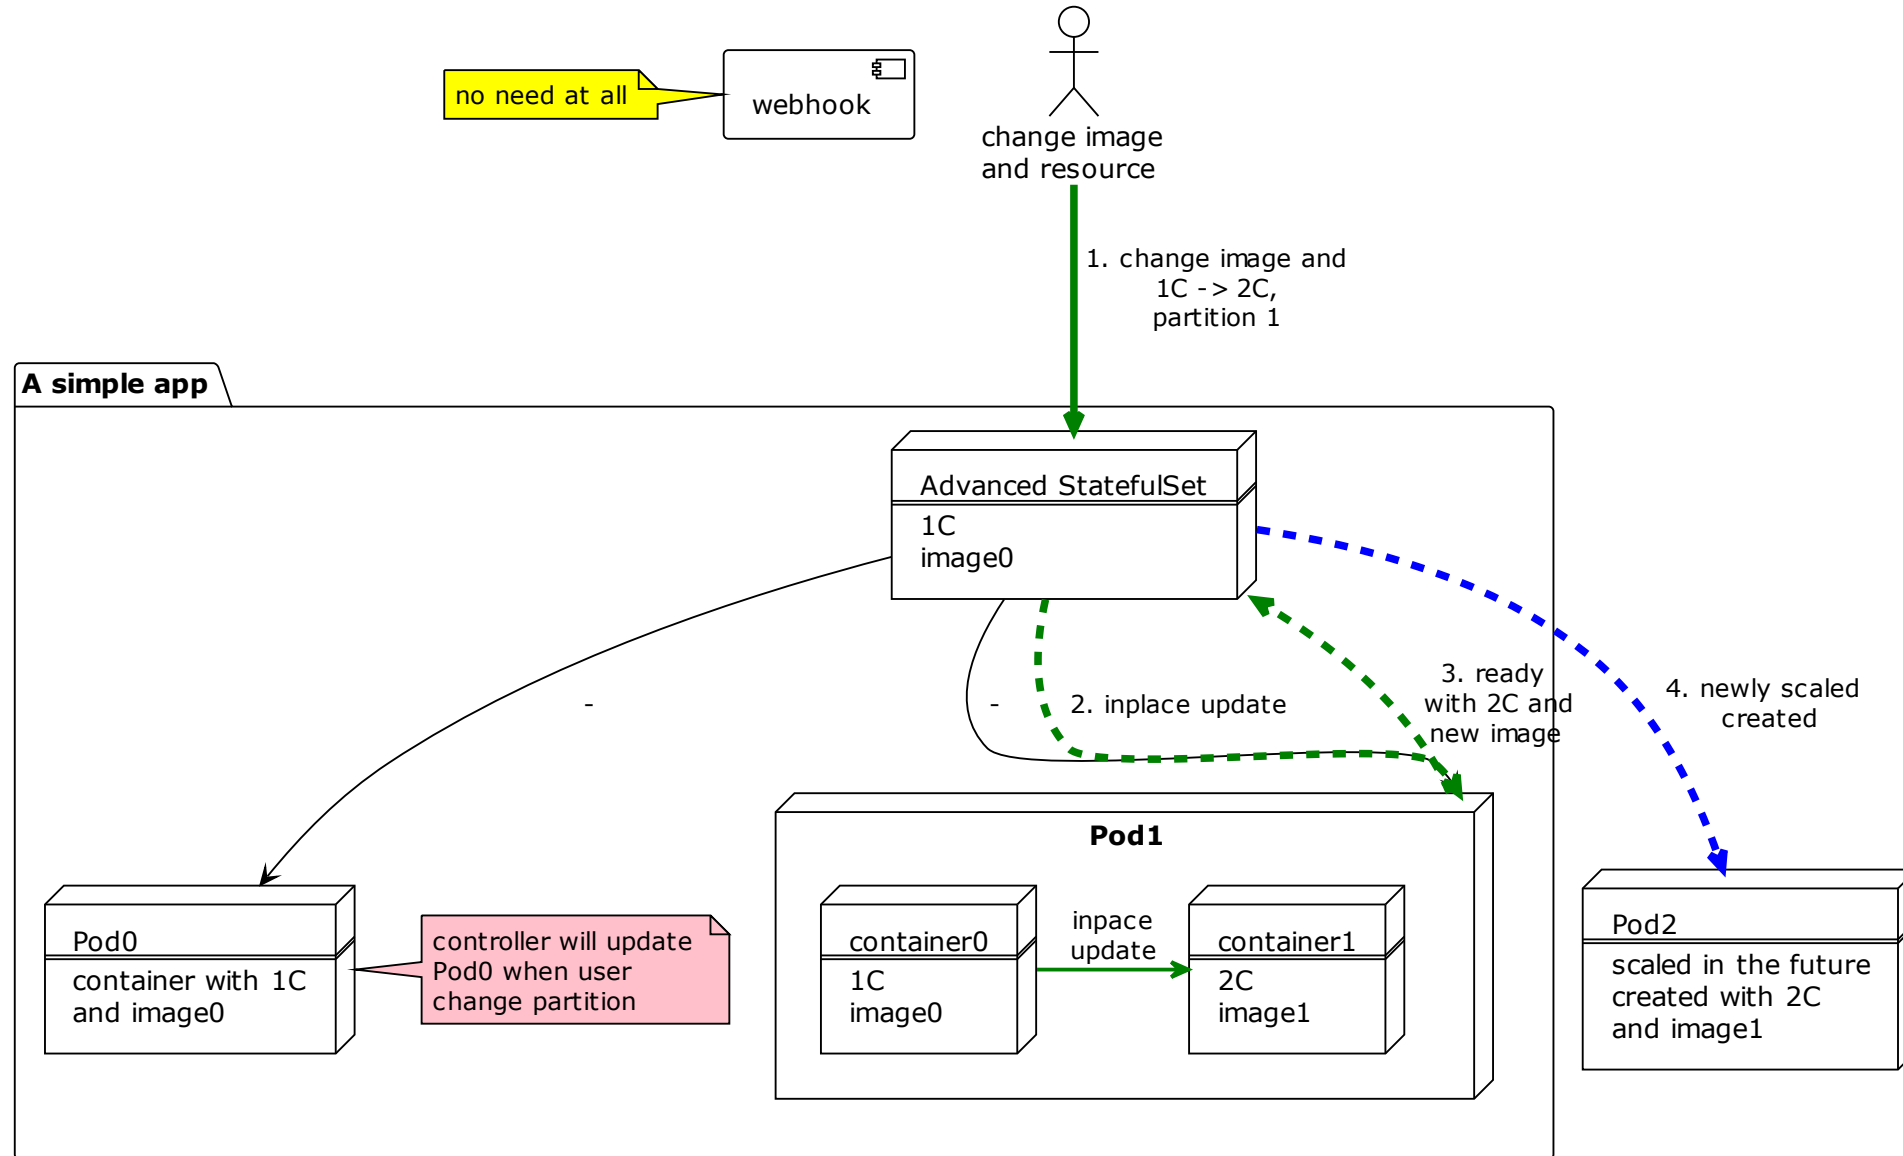 no need at all
webhook
change image
and resource
1. change image and
1C -> 2C,
partition 1
A simple app
Advanced StatefulSet
1C
image0
-
-
2. inplace update
3. ready
with 2C and
new image
4. newly scaled
created
Pod0
container with 1C
and image0
controller will update
Pod0 when user
change partition
Pod1
container0
1C
image0
inpace
update
container1
2C
image1
Pod2
scaled in the future
created with 2C
and image1